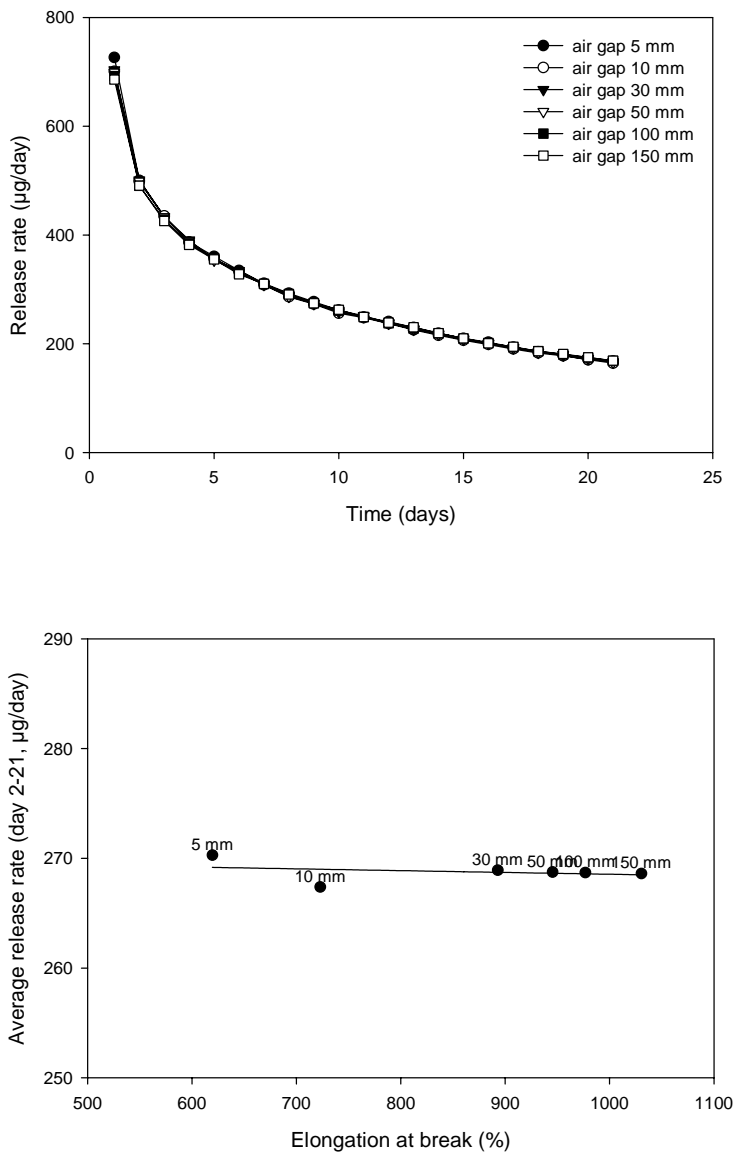 800
600
400
200
0
Release rate (µg/day)
air gap 5 mm
air gap 10 mm
air gap 30 mm
air gap 50 mm
air gap 100 mm
air gap 150 mm
0 5 10 15 20 25
Time (days)
290
280
270
260
250
Average release rate (day 2-21, µg/day)
5 mm
10 mm
30 mm 50 mm 100 mm 150 mm
500 600 700 800 900 1000 1100
Elongation at break (%)